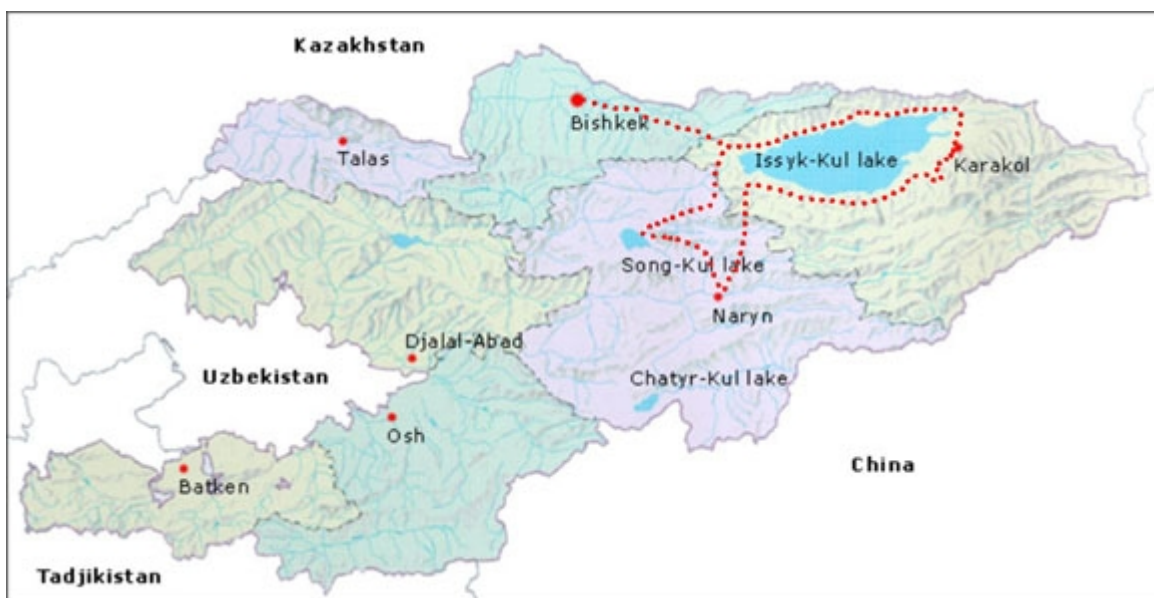 Kazakhstan
Bishkek
Talas
Issyk-Kul lake
Karakol
Song-Kul lake
Naryn
Djalal-Abad
Uzbekistan
Chatyr-Kul lake
Osh
China
Batken
Tadjikistan